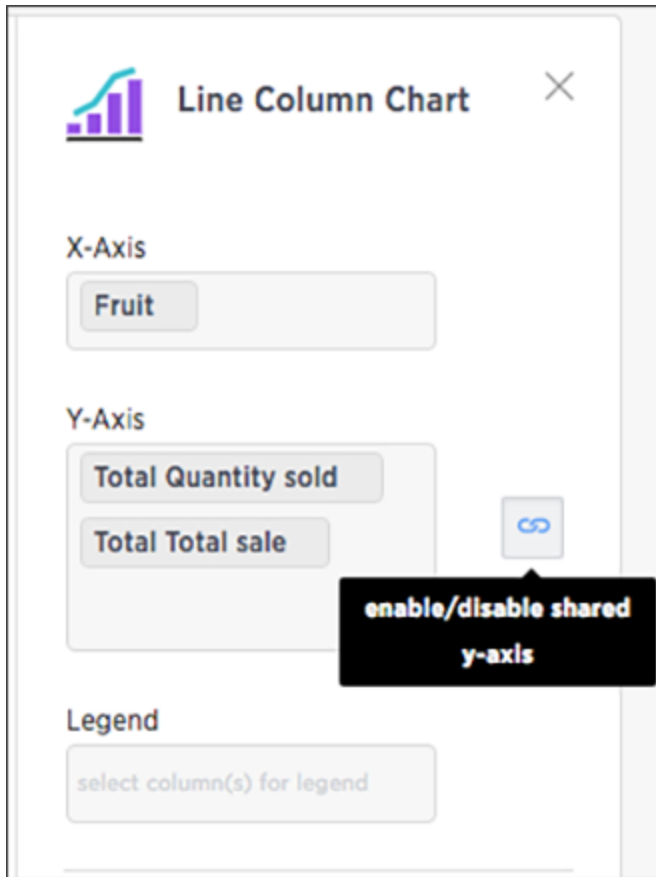 Line Column Chart
X-Axis
Fruit
Y-Axis
Total Quantity sold
Total Total sale
enable/disable shared
y-axis
Legend
select column(s) for legend